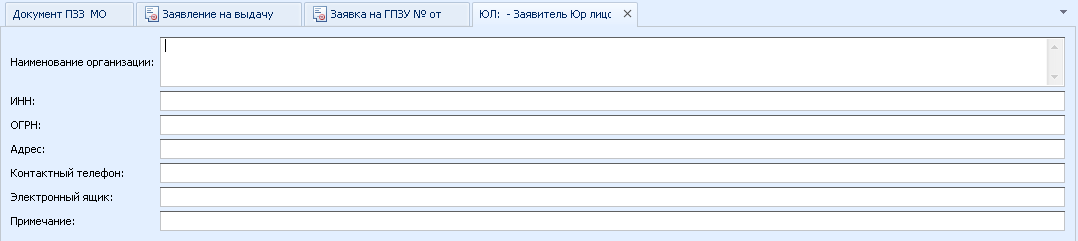 Документ ПЗЗ МО Заявление на выдачу Заявка на ГПЗУ № от ЮЛ: - Заявитель Юр лицо
Наименование организации:
ИНН:
ОГРН:
Адрес:
Контактный телефон:
Электронный ящик:
Примечание: